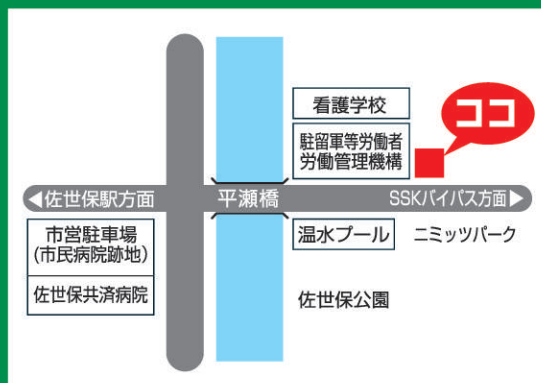 看護学校
ココ
駐留軍等労働者
労働管理機構
◀佐世保駅方面
平瀬橋
SSKバイパス方面▶
市営駐車場
(市民病院跡地)
温水プール
ニミッツパーク
佐世保共済病院
佐世保公園